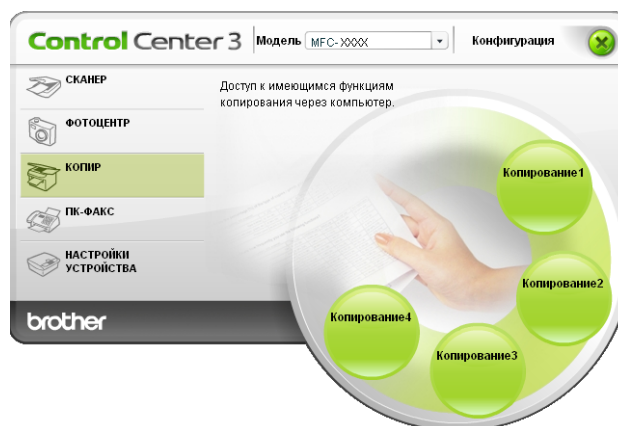 Control Center 3
Модель
MFC-XXXX
Конфигурация
СКАНЕР
ФОТОЦЕНТР
КОПИР
ПК-ФАКС
НАСТРОЙКИ
УСТРОЙСТВА
Доступ к имеющимся функциям
копирования через компьютер.
Копирование1
Копирование2
Копирование3
Копирование4
brother